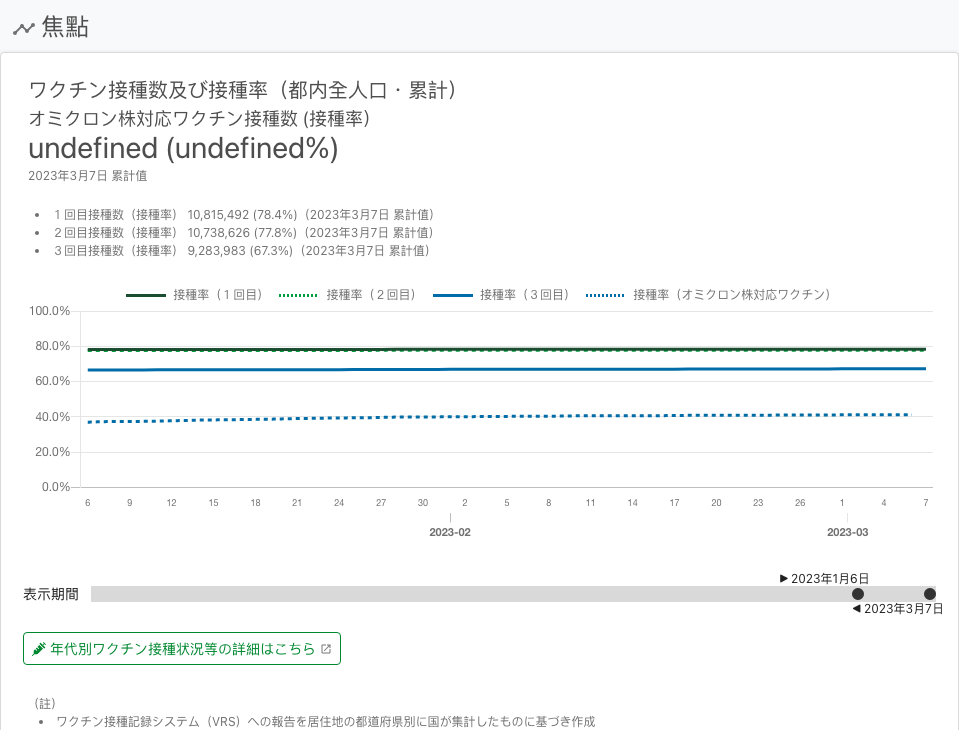 焦點
ワクチン接種数及び接種率（都内全人口・累計）
オミクロン株対応ワクチン接種数 (接種率）
undefined (undefined%)
2023年3月7日 累計値
• １回目接種数（接種率） 10,815,492 (78.4%)（2023年3月7日 累計値）
• ２回目接種数（接種率） 10,738,626 (77.8%)（2023年3月7日 累計値）
• ３回目接種数（接種率） 9,283,983 (67.3%)（2023年3月7日 累計値）
接種率（１回目） 接種率（２回目） 接種率（３回目） 接種率（オミクロン株対応ワクチン）
100.0%
80.0%
60.0%
40.0%
20.0%
0.0%
6 9 12 15 18 21 24 27 30 2 5 8 11 14 17 20 23 26 1 4 7
2023-02 2023-03
▶ 2023年1月6日
表示期間
◀ 2023年3月7日
年代別ワクチン接種状況等の詳細はこちら
（註）
• ワクチン接種記録システム（VRS）への報告を居住地の都道府県別に国が集計したものに基づき作成